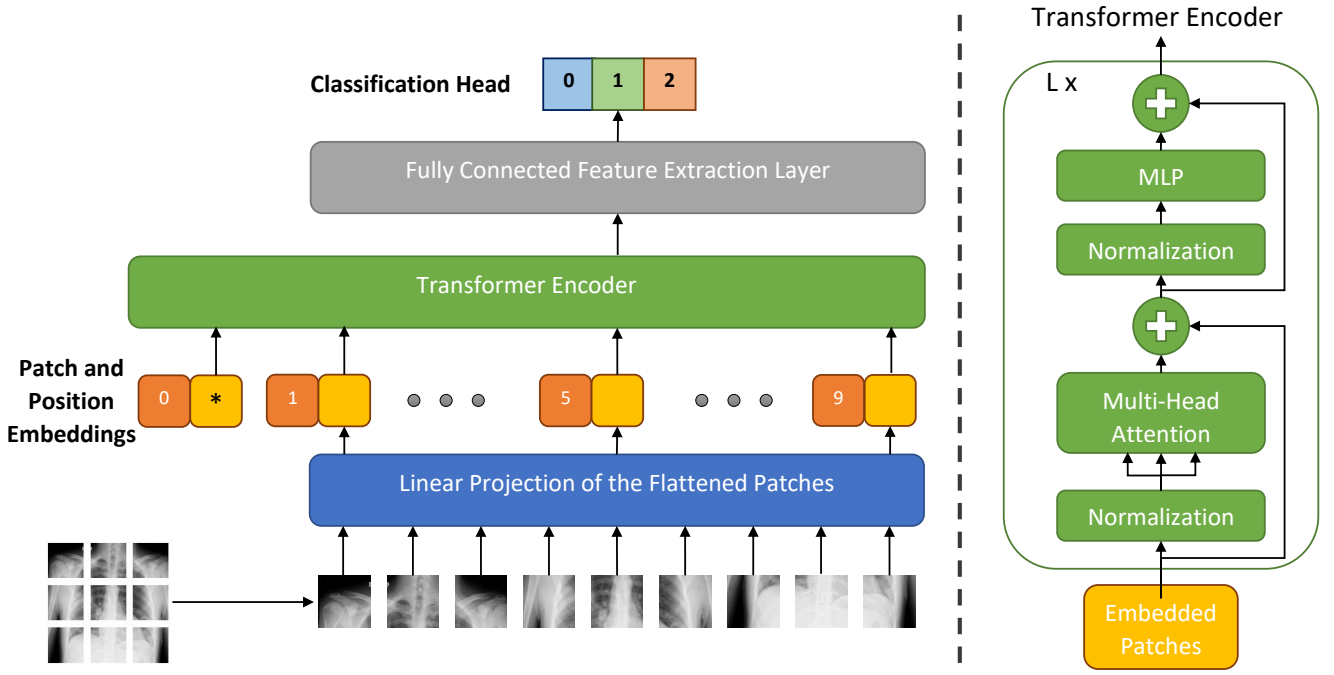 Transformer Encoder
Classification Head
0 1 2
Fully Connected Feature Extraction Layer
Transformer Encoder
Patch and
Position
Embeddings
0 *
1
5
9
Linear Projection of the Flattened Patches
L x
MLP
Normalization
Multi-Head
Attention
Normalization
Embedded
Patches